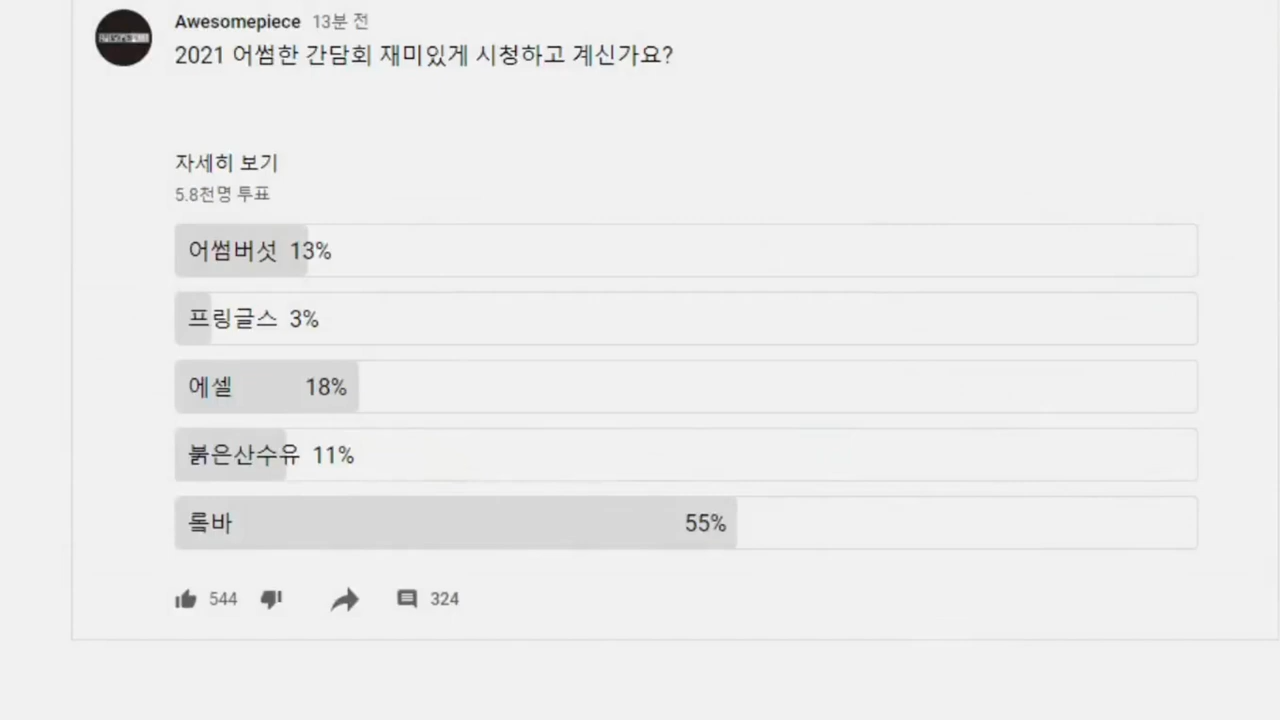 Awesomepiece 13분 전
2021 어썸한 간담회 재미있게 시청하고 계신가요?
자세히 보기
5.8천명 투표
어썸버섯 13%
프링글스 3%
에셀 18%
붉은산수유 11%
롴바 55%
544 324